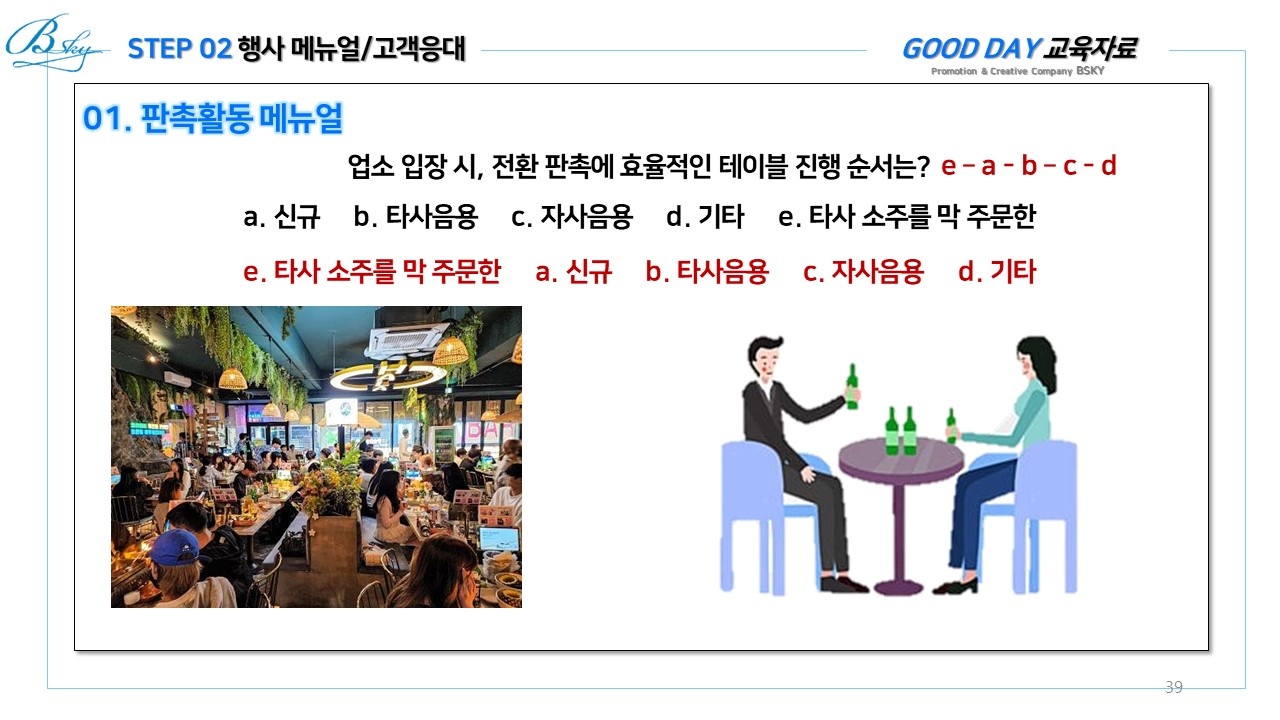 Bsky
STEP 02 행사 메뉴얼/고객응대
GOOD DAY 교육자료
Promotion & Creative Company BSKY
01. 판촉활동 메뉴얼
업소 입장 시, 전환 판촉에 효율적인 테이블 진행 순서는? e – a - b – c - d
a. 신규 b. 타사음용 c. 자사음용 d. 기타 e. 타사 소주를 막 주문한
e. 타사 소주를 막 주문한 a. 신규 b. 타사음용 c. 자사음용 d. 기타
39